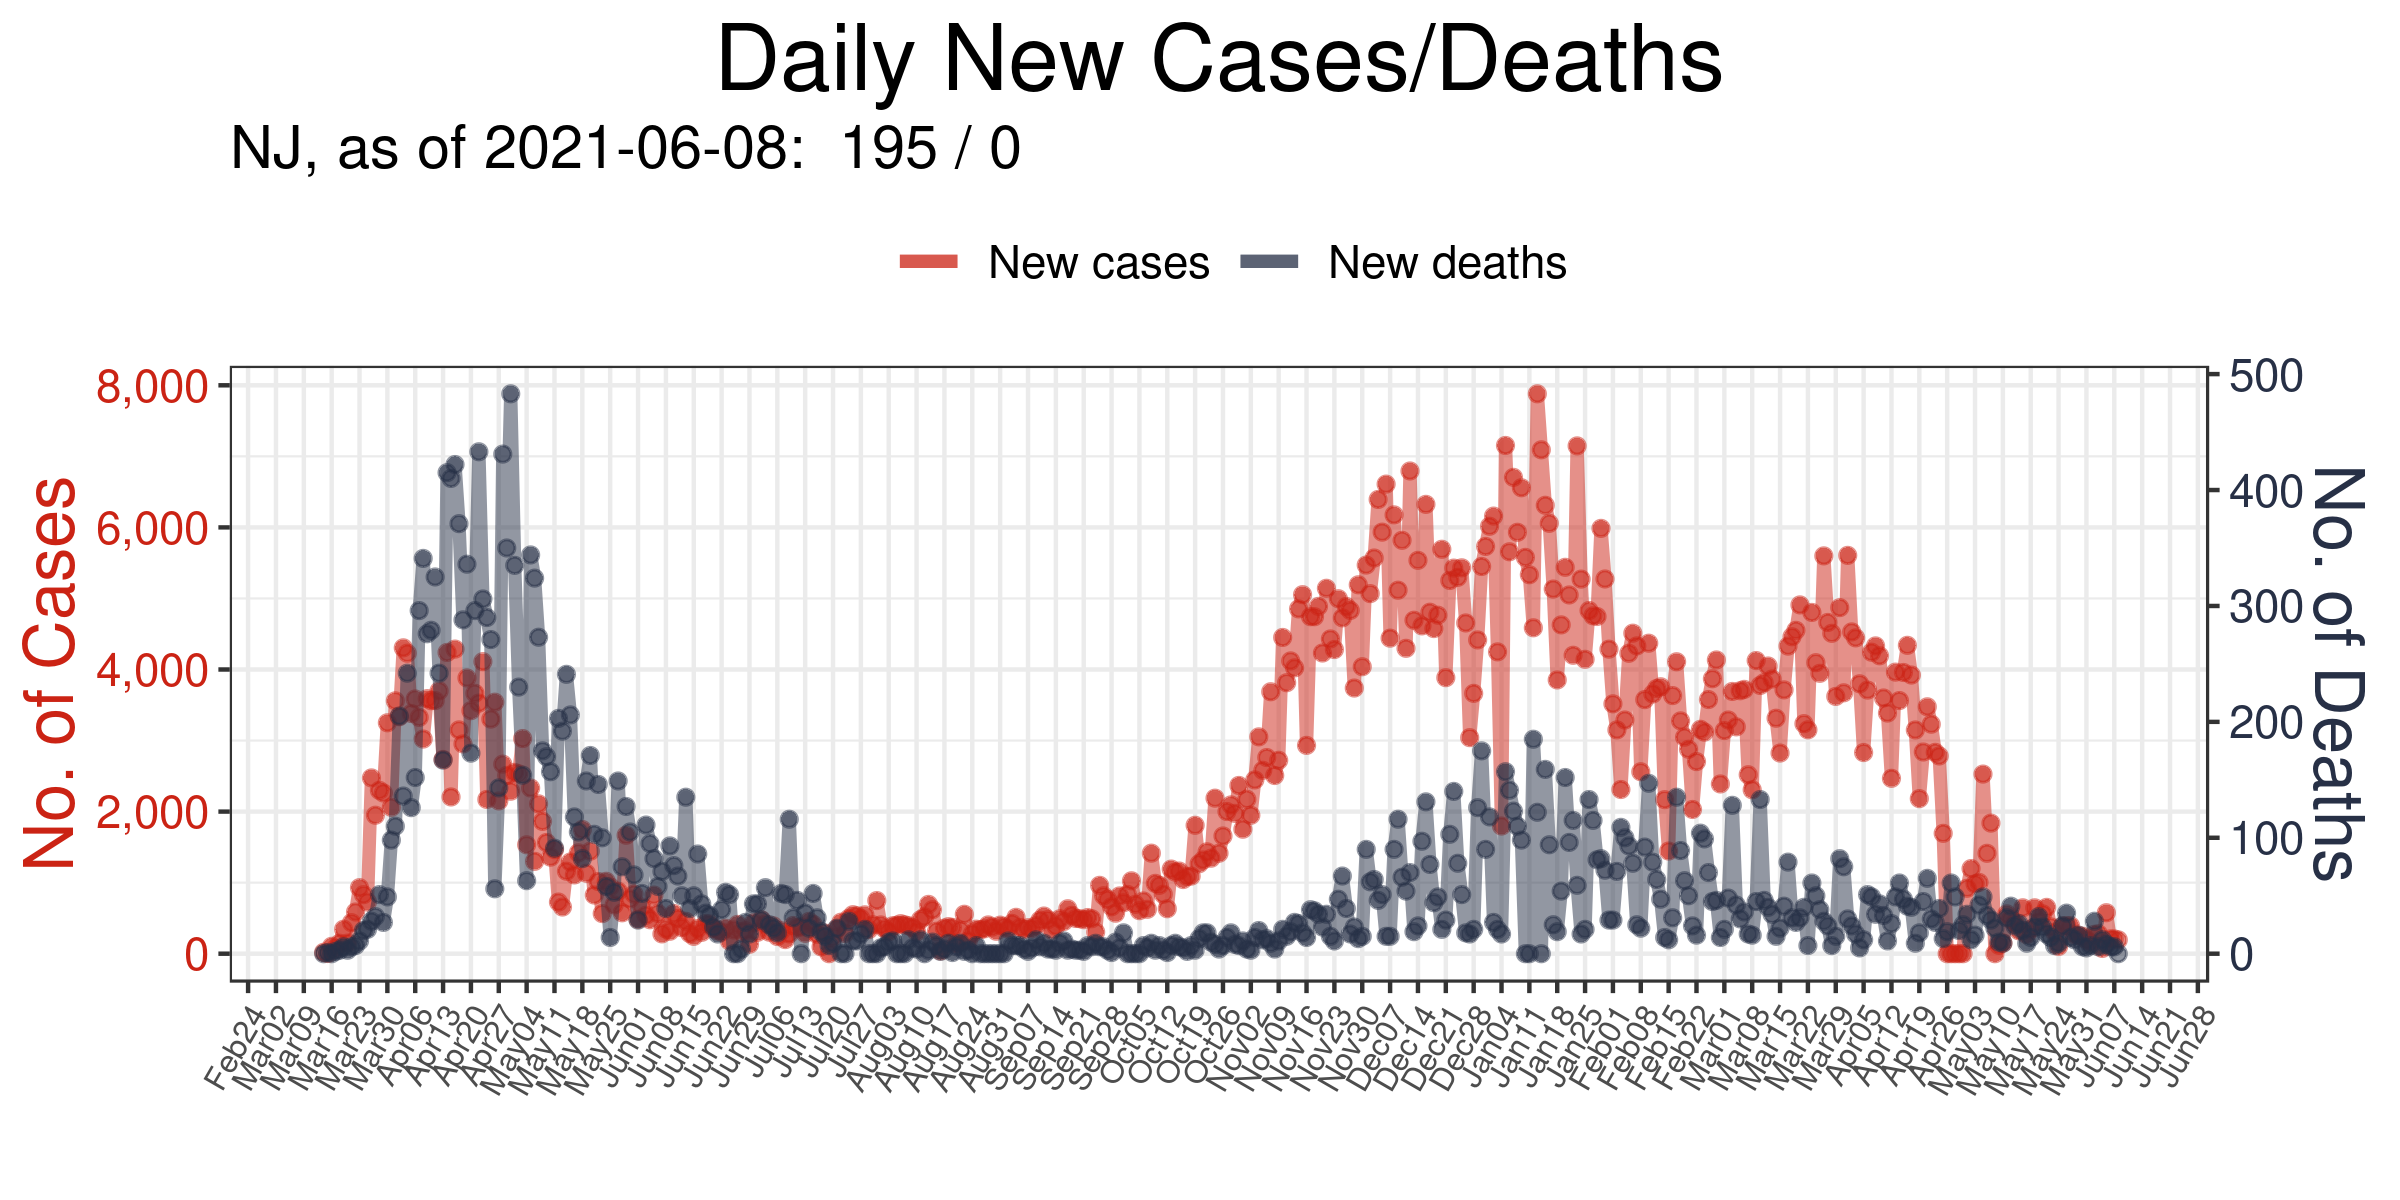 Daily New Cases/Deaths
NJ, as of 2021-06-08:  195 / 0
New cases
New deaths
No. of Cases
8,000
6,000
4,000
2,000
0
500
400
300
200
100
0
No. of Deaths
Feb24
Mar02
Mar09
Mar16
Mar23
Mar30
Apr06
Apr13
Apr20
Apr27
May04
May11
May18
May25
Jun01
Jun08
Jun15
Jun22
Jun29
Jul06
Jul13
Jul20
Jul27
Aug03
Aug10
Aug17
Aug24
Aug31
Sep07
Sep14
Sep21
Sep28
Oct05
Oct12
Oct19
Oct26
Nov02
Nov09
Nov16
Nov23
Nov30
Dec07
Dec14
Dec21
Dec28
Jan04
Jan11
Jan18
Jan25
Feb01
Feb08
Feb15
Feb22
Mar01
Mar08
Mar15
Mar22
Mar29
Apr05
Apr12
Apr19
Apr26
May03
May10
May17
May24
May31
Jun07
Jun14
Jun21
Jun28